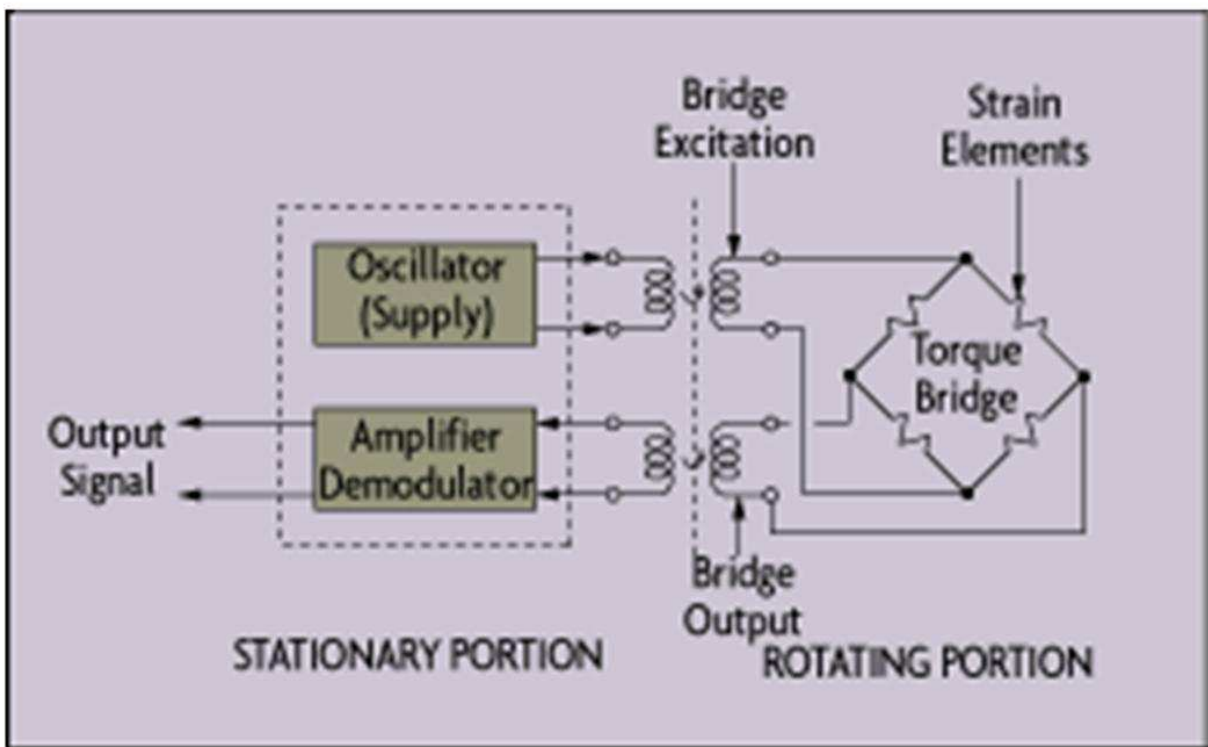 Bridge
Excitation
Strain
Elements
Oscillator
(Supply)
Torque
Bridge
Output
Signal
Amplifier
Demodulator
Bridge
Output
STATIONARY PORTION
ROTATING PORTION